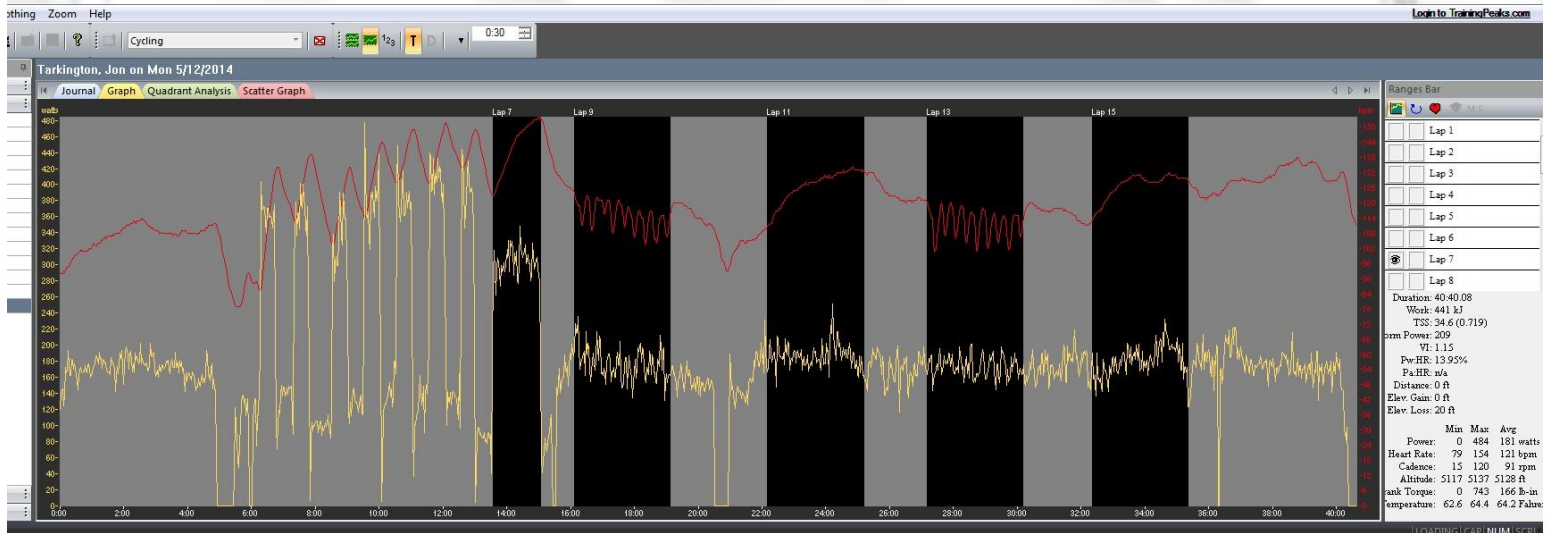 othing Zoom Help
Login to TrainingPeaks.com
Cycling
123
T D
0:30
Tarkington, Jon on Mon 5/12/2014
Ranges Bar
Journal Graph Quadrant Analysis Scatter Graph
M S
watts
Lap 7 Lap 9 Lap 11 Lap 13 Lap 15
480-
460-
440-
420-
400-
380-
360-
340-
320-
300-
280-
260-
240-
220-
200-
180-
160-
140-
120-
100-
80-
60-
40-
20-
0-
0:00 2:00 4:00 6:00 8:00 10:00 12:00 14:00 16:00 18:00 20:00 22:00 24:00 26:00 28:00 30:00 32:00 34:00 36:00 38:00 40:00
Lap 1
Lap 2
Lap 3
Lap 4
Lap 5
Lap 6
Lap 7
Lap 8
Duration: 40:40.08
Work: 441 kJ
TSS: 34.6 (0.719)
orm Power: 209
VI: 1.15
Pw:HR: 13.95%
Pa:HR: n/a
Distance: 0 ft
Elev. Gain: 0 ft
Elev. Loss: 20 ft
Min Max Avg
Power: 0 484 181 watts
Heart Rate: 79 154 121 bpm
Cadence: 15 120 91 rpm
Altitude: 5117 5137 5128 ft
rank Torque: 0 743 166 lb-in
emperature: 62.6 64.4 64.2 Fahre
LOADING CAP NUM SCRL